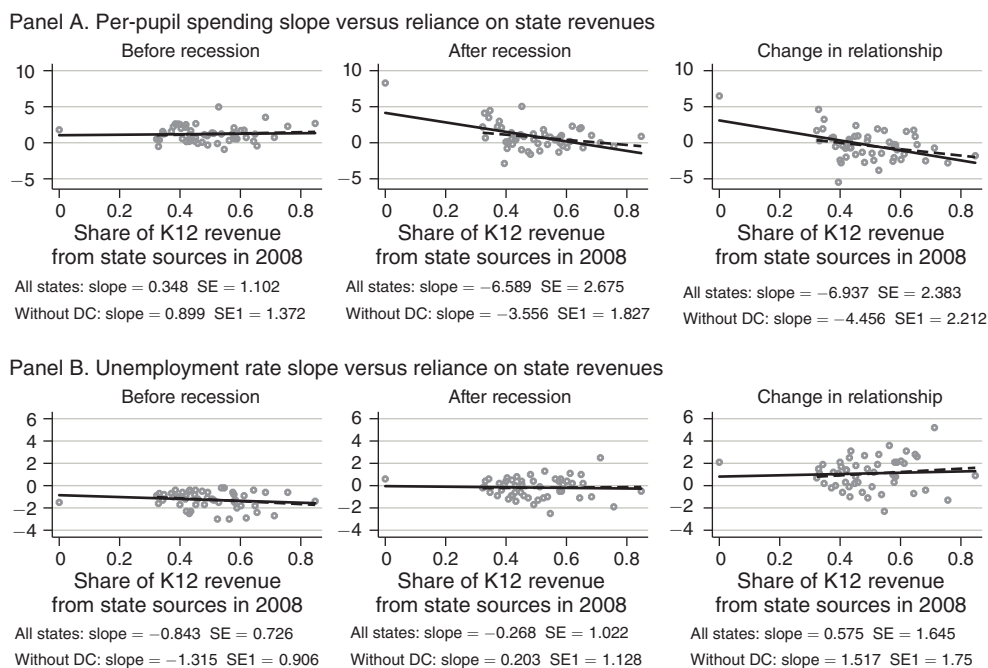 Panel A. Per-pupil spending slope versus reliance on state revenues
Before recession
10
5
0
−5
0 0.2 0.4 0.6 0.8
Share of K12 revenue
from state sources in 2008
All states: slope = 0.348 SE = 1.102
Without DC: slope = 0.899 SE1 = 1.372
After recession
10
5
0
−5
0 0.2 0.4 0.6 0.8
Share of K12 revenue
from state sources in 2008
All states: slope = −6.589 SE = 2.675
Without DC: slope = −3.556 SE1 = 1.827
Change in relationship
10
5
0
−5
0 0.2 0.4 0.6 0.8
Share of K12 revenue
from state sources in 2008
All states: slope = −6.937 SE = 2.383
Without DC: slope = −4.456 SE1 = 2.212
Panel B. Unemployment rate slope versus reliance on state revenues
Before recession
6
4
2
0
−2
−4
0 0.2 0.4 0.6 0.8
Share of K12 revenue
from state sources in 2008
All states: slope = −0.843 SE = 0.726
Without DC: slope = −1.315 SE1 = 0.906
After recession
6
4
2
0
−2
−4
0 0.2 0.4 0.6 0.8
Share of K12 revenue
from state sources in 2008
All states: slope = −0.268 SE = 1.022
Without DC: slope = 0.203 SE1 = 1.128
Change in relationship
6
4
2
0
−2
−4
0 0.2 0.4 0.6 0.8
Share of K12 revenue
from state sources in 2008
All states: slope = 0.575 SE = 1.645
Without DC: slope = 1.517 SE1 = 1.75